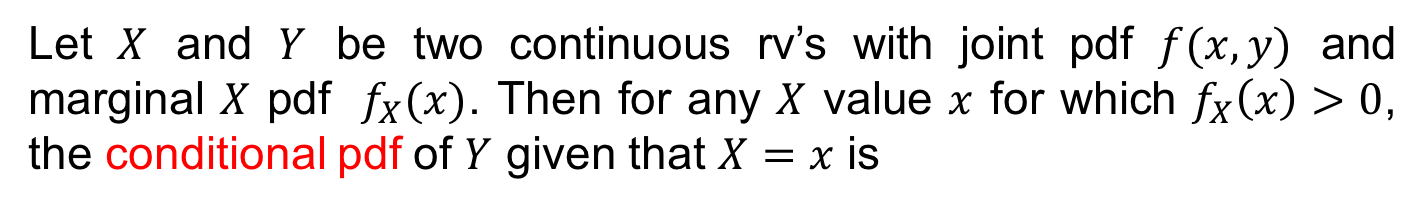 Let X and Y be two continuous rv’s with joint pdf f(x, y) and
marginal X pdf f_X(x). Then for any X value x for which f_X(x) > 0,
the conditional pdf of Y given that X = x is